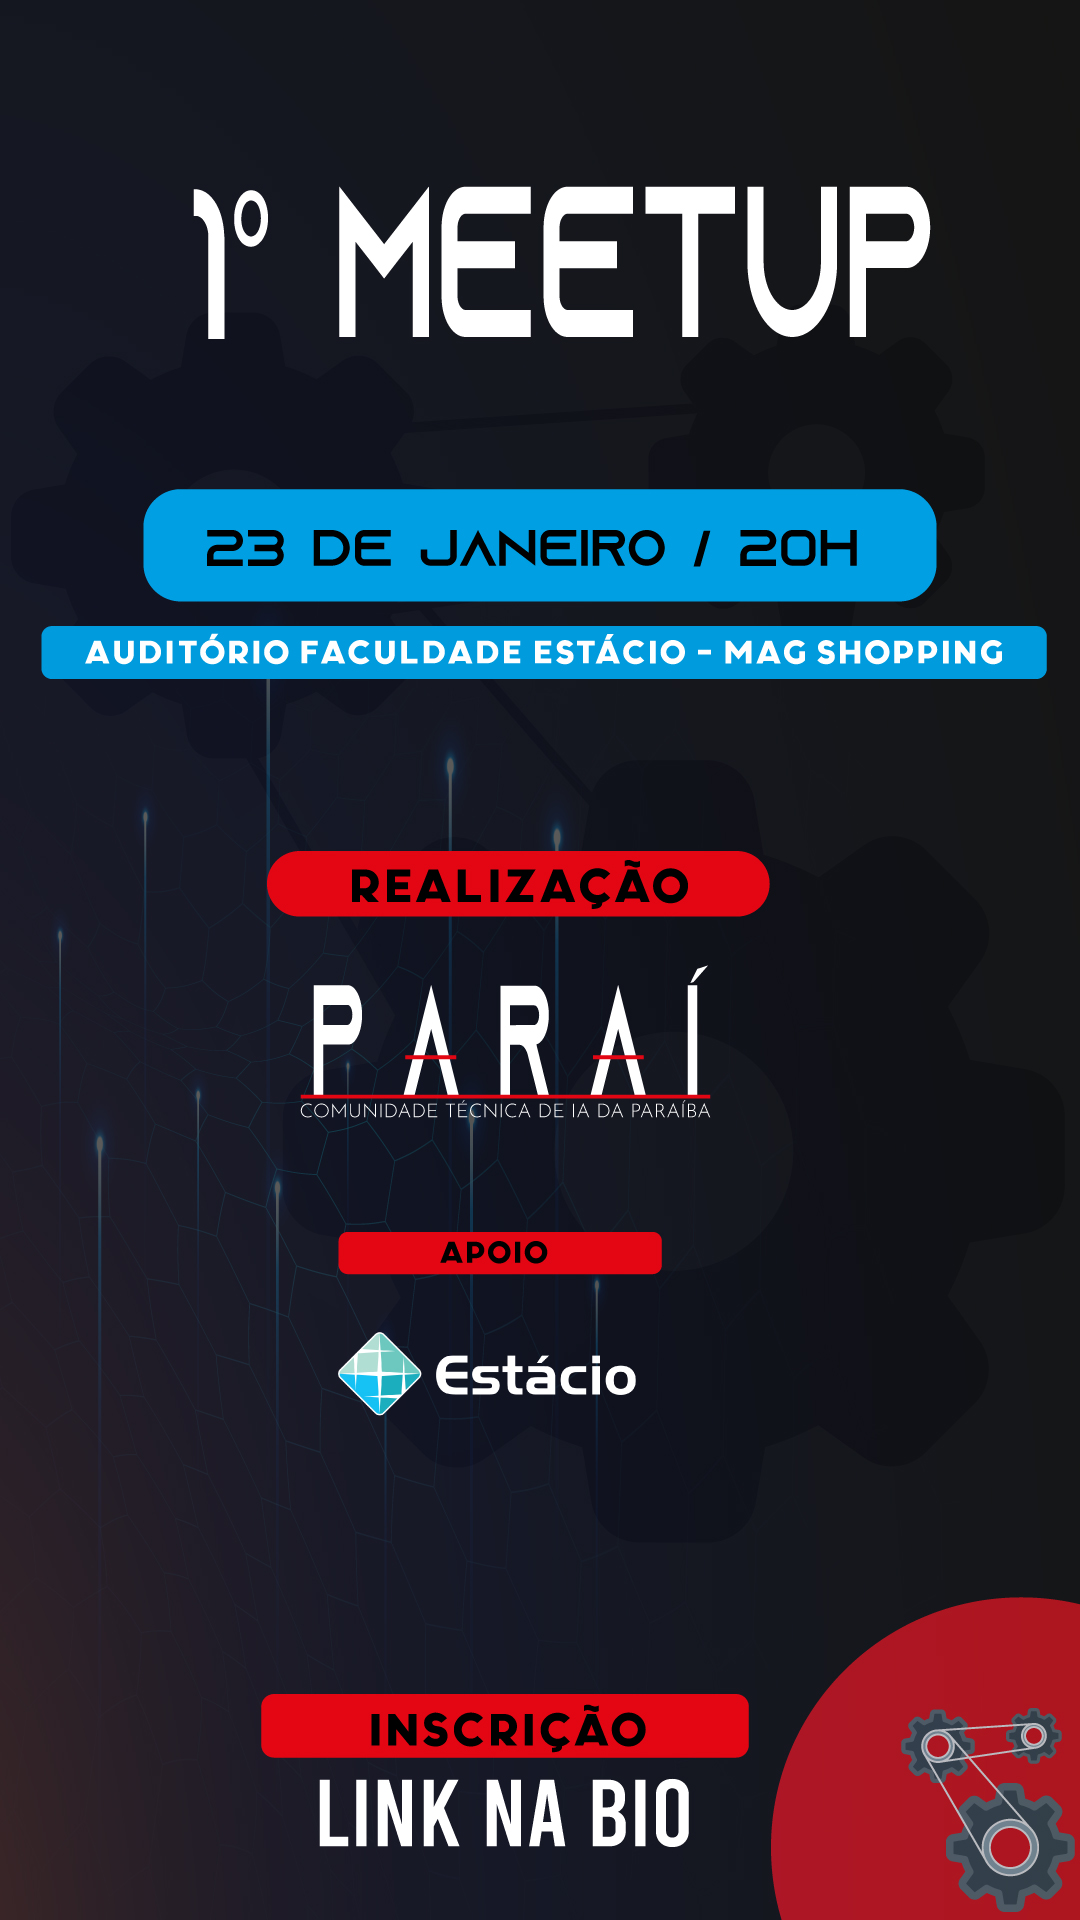 1º MEETUP
23 DE JANEIRO / 20H
AUDITÓRIO FACULDADE ESTÁCIO - MAG SHOPPING
REALIZAÇÃO
PARAÍ
COMUNIDADE TÉCNICA DE IA DA PARAÍBA
APOIO
Estácio
INSCRIÇÃO
LINK NA BIO